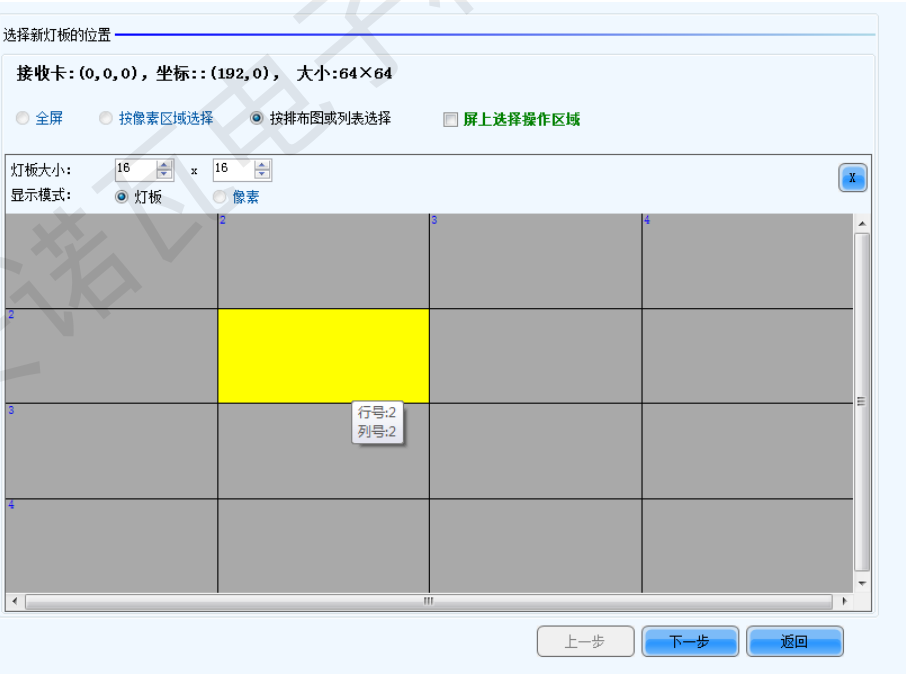 选择新灯板的位置
接收卡:(0,0,0)，坐标::(192,0)， 大小:64×64
全屏 按像素区域选择 按排布图或列表选择 屏上选择操作区域
灯板大小: 16 x 16 X
显示模式: 灯板 像素
2 3 4
2
3
行号:2
列号:2
4
上一步 下一步 返回